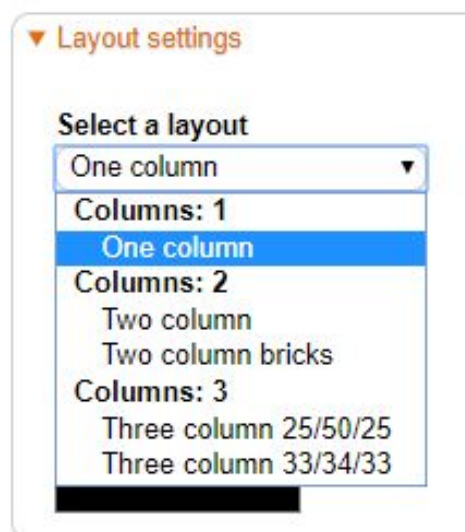 Layout settings
Select a layout
One column
Columns: 1
One column
Columns: 2
Two column
Two column bricks
Columns: 3
Three column 25/50/25
Three column 33/34/33